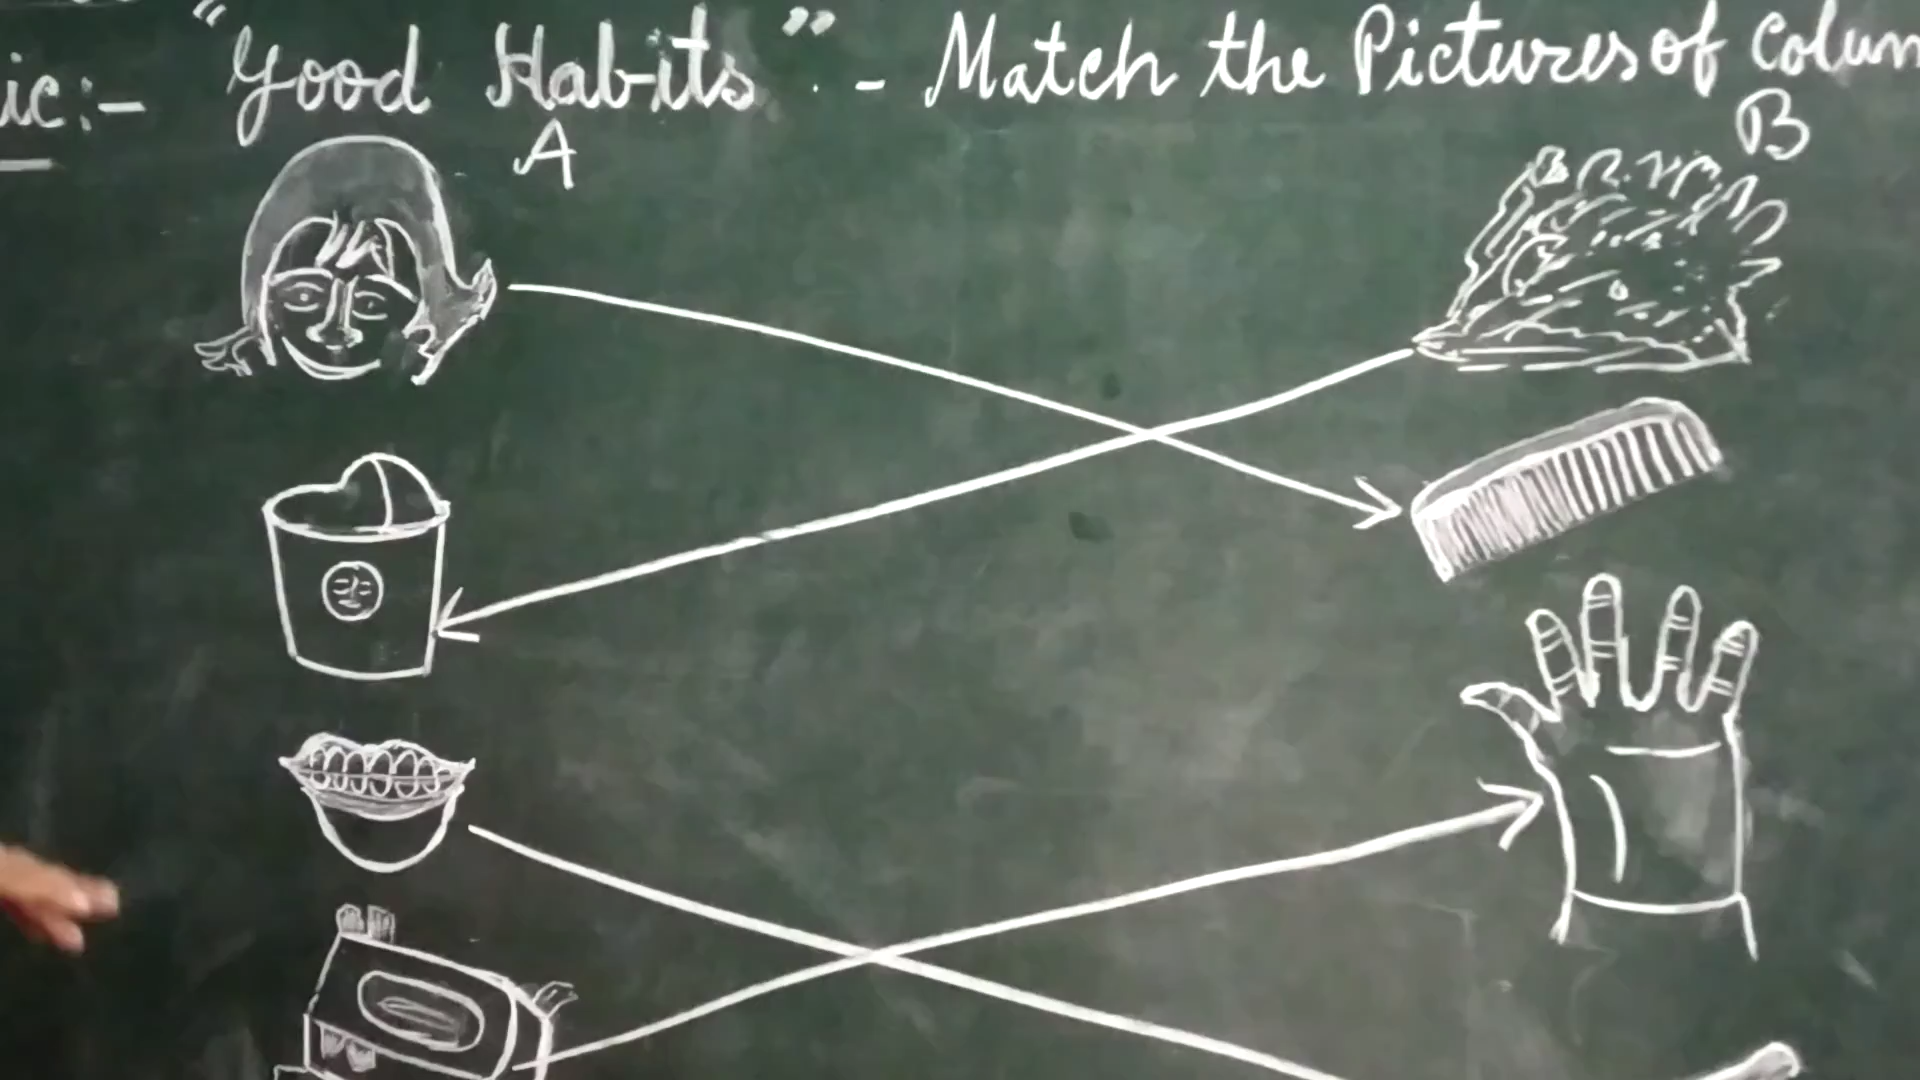 ic:- "Good Habits". - Match the Pictures of Colum
A B